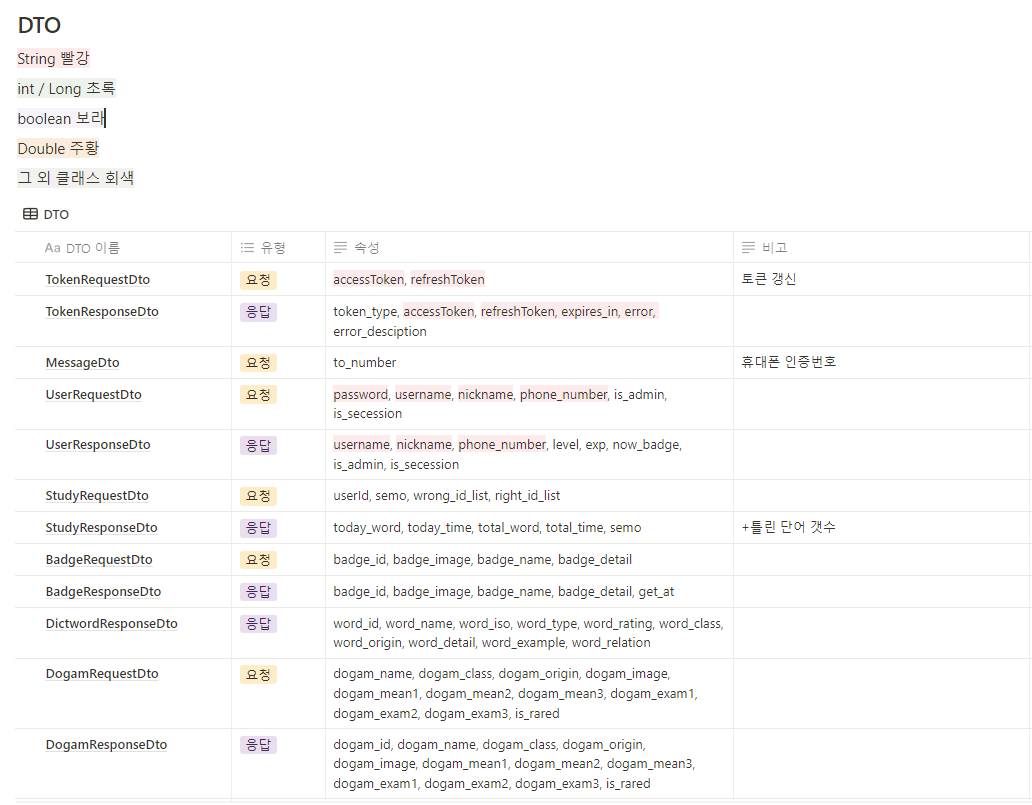 DTO
String 빨강
int / Long 초록
boolean 보라
Double 주황
그 외 클래스 회색
DTO
Aa DTO 이름 유형 속성 비고
TokenRequestDto 요청 accessToken, refreshToken 토큰 갱신
TokenResponseDto 응답 token_type, accessToken, refreshToken, expires_in, error,
error_desciption
MessageDto 요청 to_number 휴대폰 인증번호
UserRequestDto 요청 password, username, nickname, phone_number, is_admin,
is_secession
UserResponseDto 응답 username, nickname, phone_number, level, exp, now_badge,
is_admin, is_secession
StudyRequestDto 요청 userId, semo, wrong_id_list, right_id_list
StudyResponseDto 응답 today_word, today_time, total_word, total_time, semo +틀린 단어 갯수
BadgeRequestDto 요청 badge_id, badge_image, badge_name, badge_detail
BadgeResponseDto 응답 badge_id, badge_image, badge_name, badge_detail, get_at
DictwordResponseDto 응답 word_id, word_name, word_iso, word_type, word_rating, word_class,
word_origin, word_detail, word_example, word_relation
DogamRequestDto 요청 dogam_name, dogam_class, dogam_origin, dogam_image,
dogam_mean1, dogam_mean2, dogam_mean3, dogam_exam1,
dogam_exam2, dogam_exam3, is_rared
DogamResponseDto 응답 dogam_id, dogam_name, dogam_class, dogam_origin,
dogam_image, dogam_mean1, dogam_mean2, dogam_mean3,
dogam_exam1, dogam_exam2, dogam_exam3, is_rared